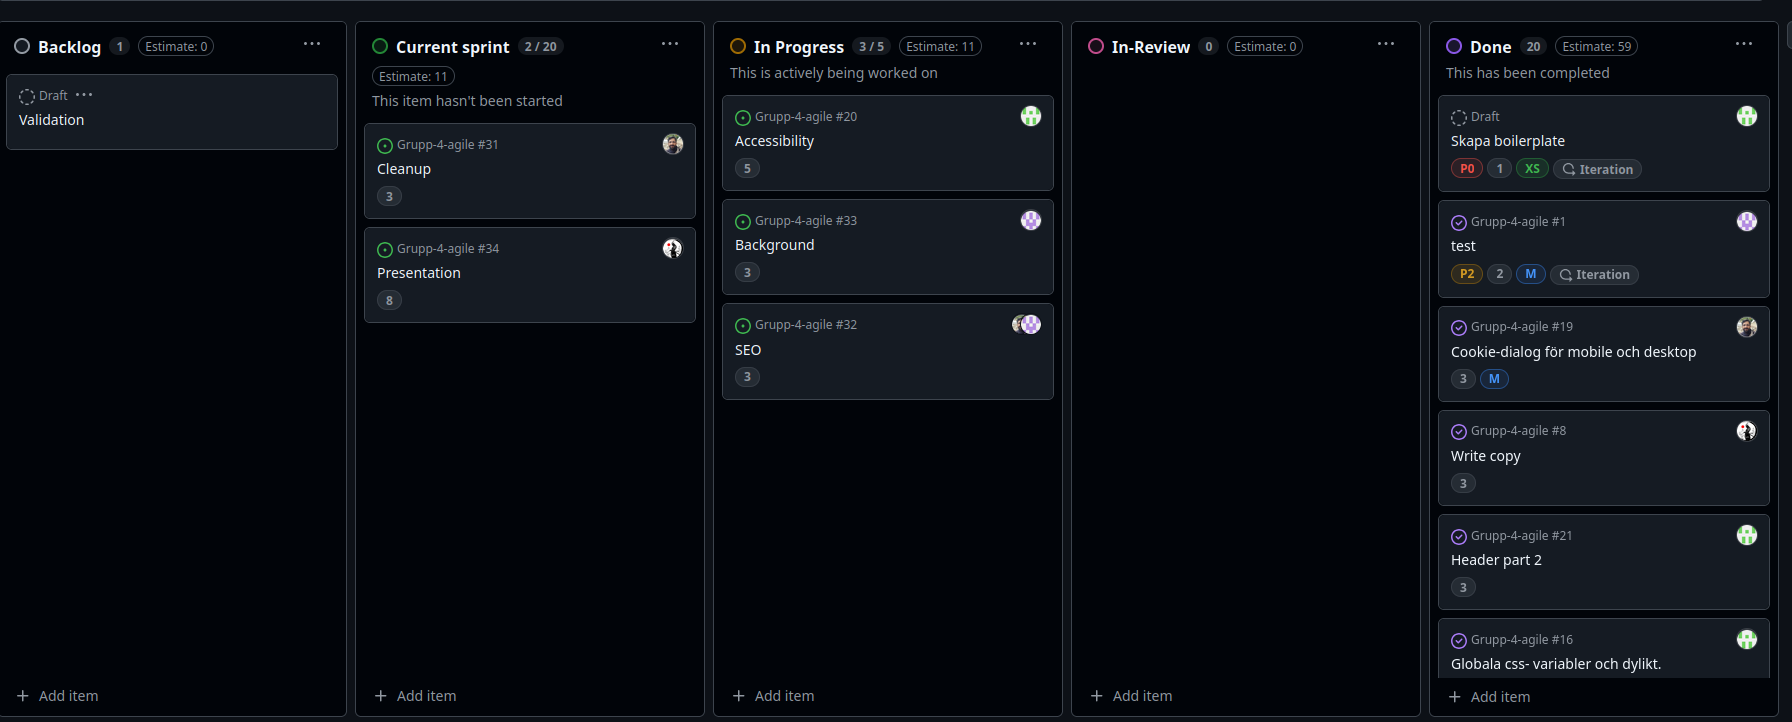 Backlog 1 Estimate: 0
Draft
Validation
+ Add item
Current sprint 2 / 20
Estimate: 11
This item hasn't been started
Grupp-4-agile #31
Cleanup
3
Grupp-4-agile #34
Presentation
8
+ Add item
In Progress 3 / 5 Estimate: 11
This is actively being worked on
Grupp-4-agile #20
Accessibility
5
Grupp-4-agile #33
Background
3
Grupp-4-agile #32
SEO
3
+ Add item
In-Review 0 Estimate: 0
+ Add item
Done 20 Estimate: 59
This has been completed
Draft
Skapa boilerplate
P0 1 XS Iteration
Grupp-4-agile #1
test
P2 2 M Iteration
Grupp-4-agile #19
Cookie-dialog för mobile och desktop
3 M
Grupp-4-agile #8
Write copy
3
Grupp-4-agile #21
Header part 2
3
Grupp-4-agile #16
Globala css- variabler och dylikt.
+ Add item